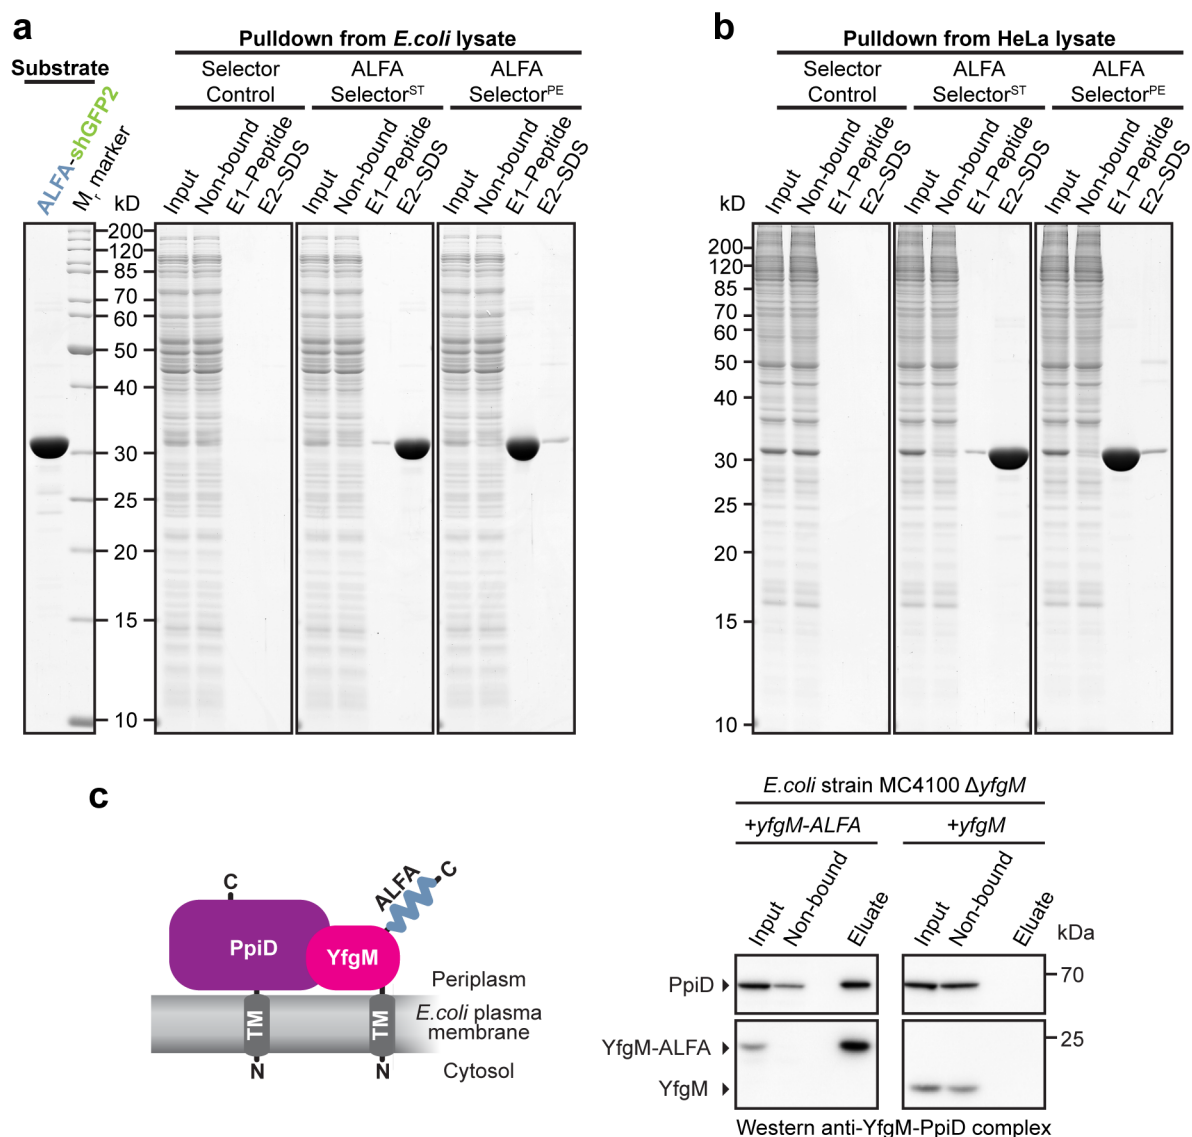 a
Substrate
ALFA-shGFP2
Mr marker
kD
Pulldown from E.coli lysate
Selector
Control
ALFA
SelectorST
ALFA
SelectorPE
Input
Non-bound
E1–Peptide
E2–SDS
Input
Non-bound
E1–Peptide
E2–SDS
Input
Non-bound
E1–Peptide
E2–SDS
200
120
85
70
60
50
40
30
25
20
15
10
b
Pulldown from HeLa lysate
Selector
Control
ALFA
SelectorST
ALFA
SelectorPE
kD
Input
Non-bound
E1–Peptide
E2–SDS
Input
Non-bound
E1–Peptide
E2–SDS
Input
Non-bound
E1–Peptide
E2–SDS
200
120
85
70
60
50
40
30
25
20
15
10
c
C
PpiD
YfgM
ALFA
C
TM
TM
N
N
Periplasm
E.coli plasma
membrane
Cytosol
E.coli strain MC4100 ΔyfgM
+yfgM-ALFA
+yfgM
Input
Non-bound
Eluate
Input
Non-bound
Eluate
kDa
PpiD
70
YfgM-ALFA
25
YfgM
Western anti-YfgM-PpiD complex